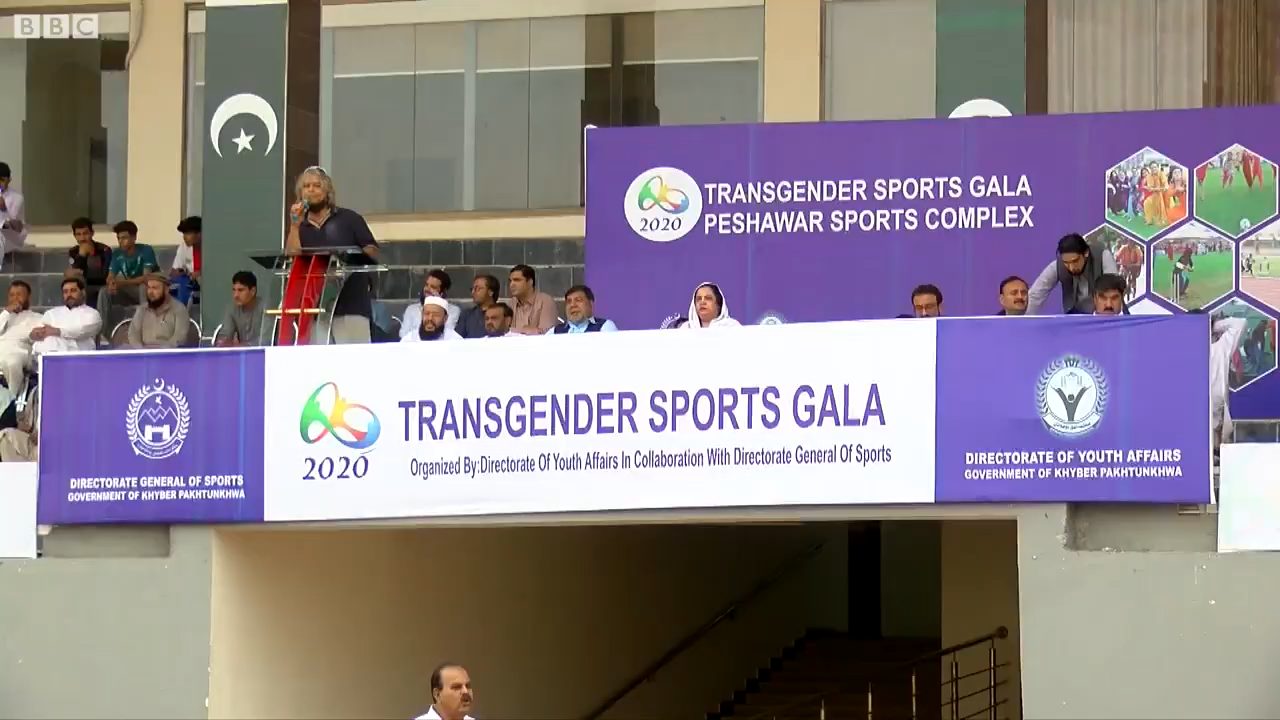 BBC
2020
TRANSGENDER SPORTS GALA
PESHAWAR SPORTS COMPLEX
DIRECTORATE GENERAL OF SPORTS
GOVERNMENT OF KHYBER PAKHTUNKHWA
2020
TRANSGENDER SPORTS GALA
Organized By:Directorate Of Youth Affairs In Collaboration With Directorate General Of Sports
DIRECTORATE OF YOUTH AFFAIRS
GOVERNMENT OF KHYBER PAKHTUNKHWA